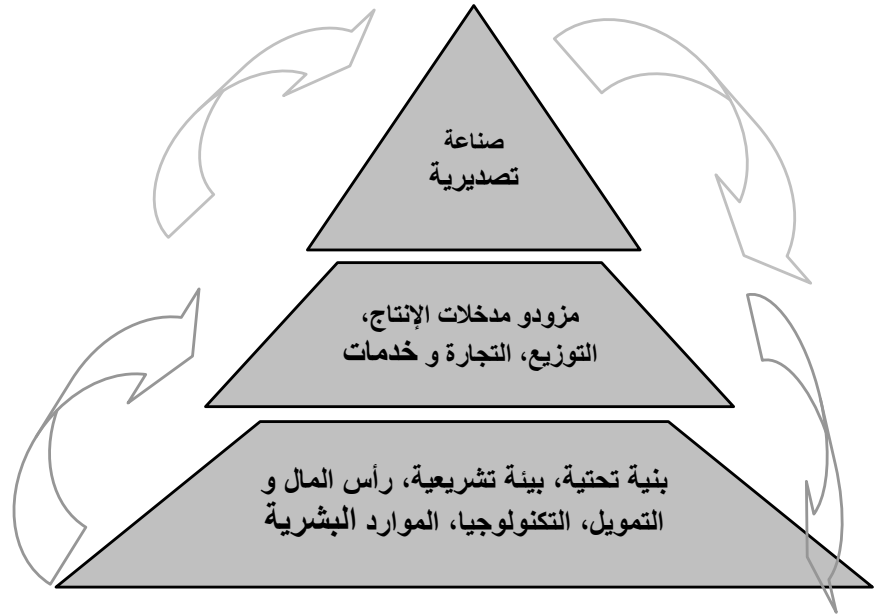 صناعة
تصديرية
مزودو مدخلات الإنتاج،
التوزيع، التجارة و خدمات
بنية تحتية، بيئة تشريعية، رأس المال و
التمويل، التكنولوجيا، الموارد البشرية